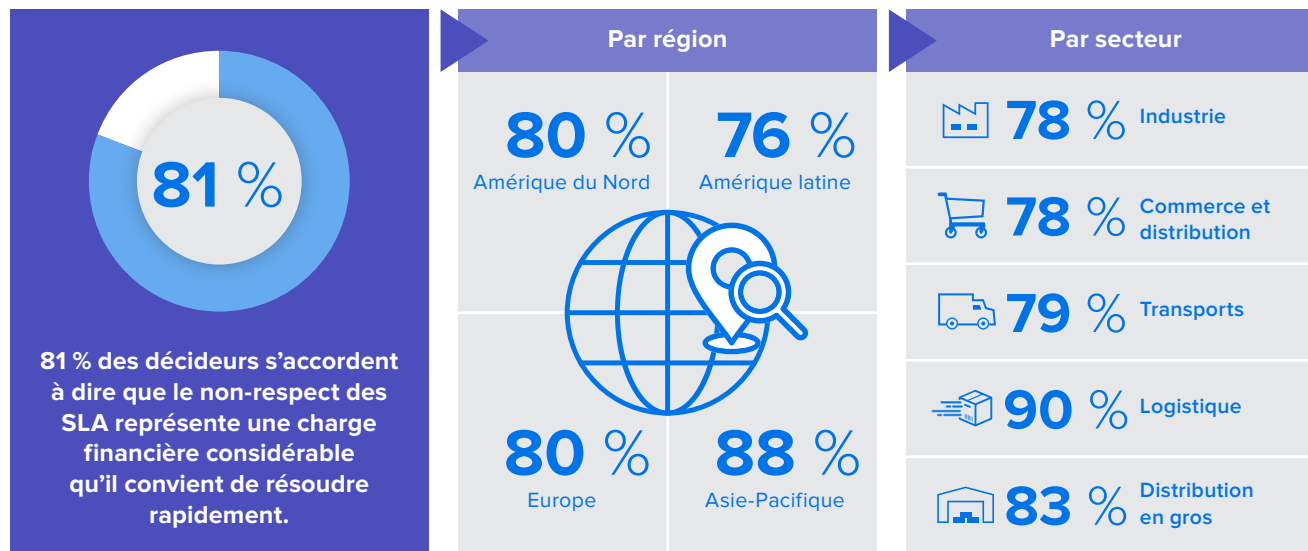 81 %
81 % des décideurs s’accordent
à dire que le non-respect des
SLA représente une charge
financière considérable
qu’il convient de résoudre
rapidement.
Par région
80 %
Amérique du Nord
76 %
Amérique latine
80 %
Europe
88 %
Asie-Pacifique
Par secteur
78 % Industrie
78 % Commerce et
distribution
79 % Transports
90 % Logistique
83 % Distribution
en gros